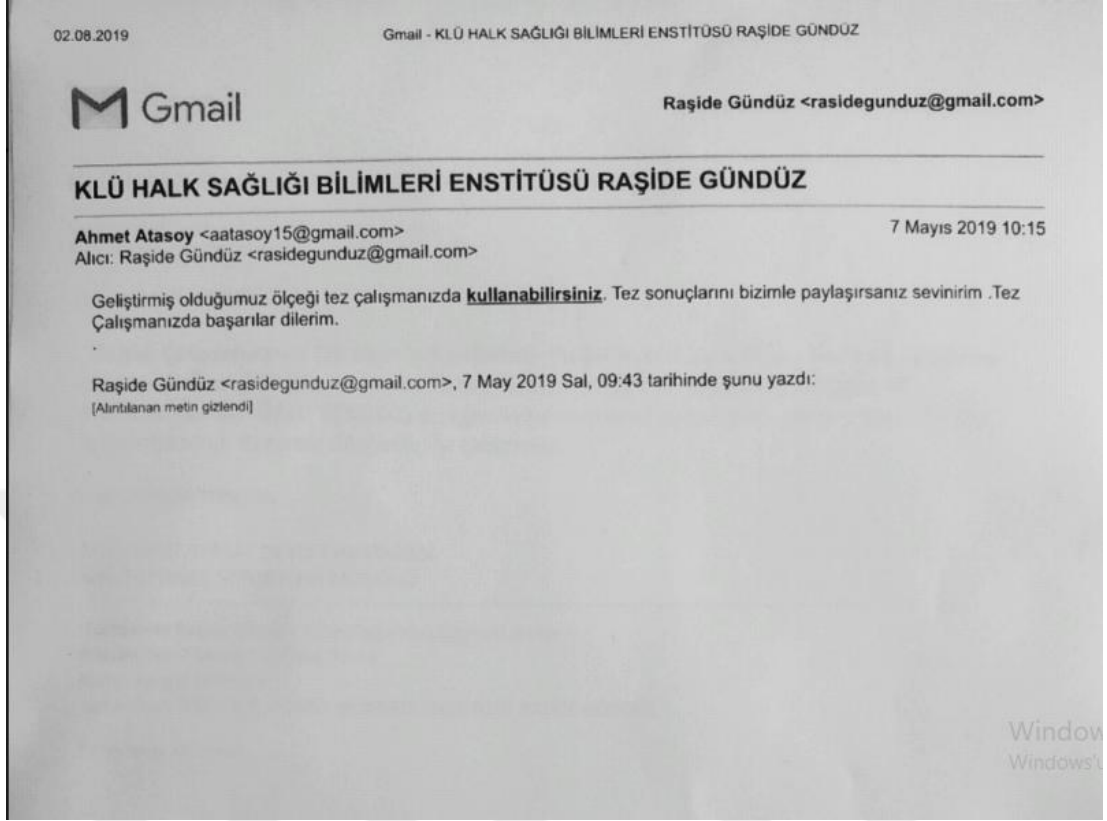 02.08.2019 Gmail - KLÜ HALK SAĞLIĞI BİLİMLERİ ENSTİTÜSÜ RAŞİDE GÜNDÜZ
Gmail Raşide Gündüz <rasidegunduz@gmail.com>
KLÜ HALK SAĞLIĞI BİLİMLERİ ENSTİTÜSÜ RAŞİDE GÜNDÜZ
Ahmet Atasoy <aatasoy15@gmail.com> 7 Mayıs 2019 10:15
Alıcı: Raşide Gündüz <rasidegunduz@gmail.com>
Geliştirmiş olduğumuz ölçeği tez çalışmanızda kullanabilirsiniz. Tez sonuçlarını bizimle paylaşırsanız sevinirim .Tez
Çalışmanızda başarılar dilerim.
.
Raşide Gündüz <rasidegunduz@gmail.com>, 7 May 2019 Sal, 09:43 tarihinde şunu yazdı:
[Alıntılanan metin gizlendi]
Window
Windows'u